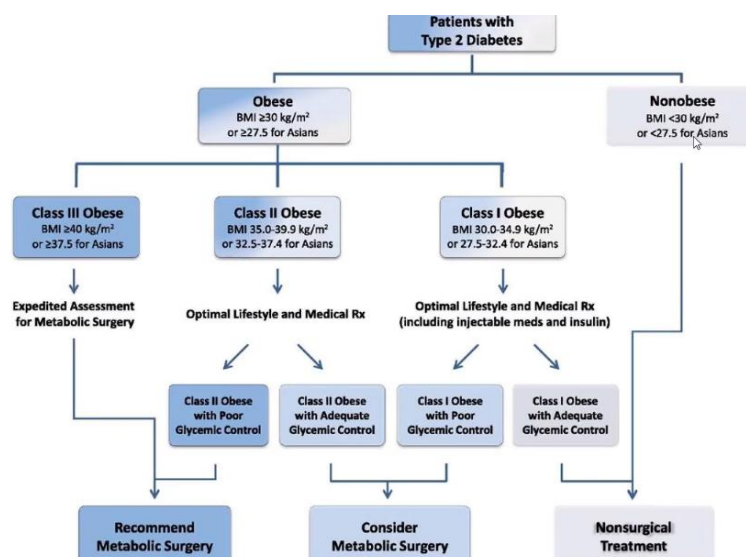 Patients with
Type 2 Diabetes
Obese
BMI ≥30 kg/m²
or ≥27.5 for Asians
Nonobese
BMI <30 kg/m²
or <27.5 for Asians
Class III Obese
BMI ≥40 kg/m²
or ≥37.5 for Asians
Class II Obese
BMI 35.0-39.9 kg/m²
or 32.5-37.4 for Asians
Class I Obese
BMI 30.0-34.9 kg/m²
or 27.5-32.4 for Asians
Expedited Assessment
for Metabolic Surgery
Optimal Lifestyle and Medical Rx
Optimal Lifestyle and Medical Rx
(including injectable meds and insulin)
Class II Obese
with Poor
Glycemic Control
Class II Obese
with Adequate
Glycemic Control
Class I Obese
with Poor
Glycemic Control
Class I Obese
with Adequate
Glycemic Control
Recommend
Metabolic Surgery
Consider
Metabolic Surgery
Nonsurgical
Treatment